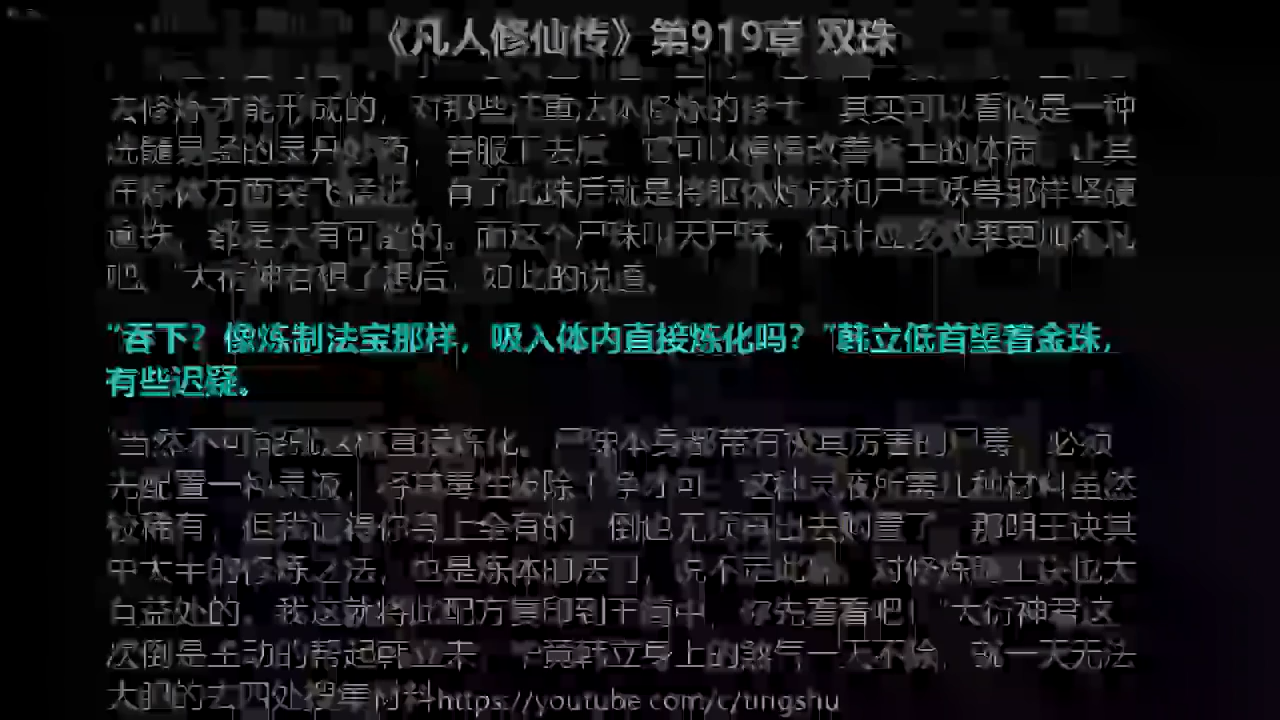 《凡人修仙传》第919章 双珠
去修炼才能形成的，对那些注重法体修炼的修士，其实可以看做是一种
洗髓易经的灵丹妙药，吞服下去后，它可以慢慢改善修士的体质，让其
在炼体方面突飞猛进，有了此珠后就是将躯体炼成和尸王妖兽那样坚硬
逾铁，都是大有可能的。而这个尸珠叫天尸珠，估计应该效果更加不凡
吧。”大衍神君想了想后，如此的说道。
“吞下？像炼制法宝那样，吸入体内直接炼化吗？”韩立低首望着金珠，
有些迟疑。
“当然不可能就这样直接炼化。尸珠本身都带有极其厉害的尸毒，必须
先配置一种灵液，将其毒性拔除干净才可。这种灵液所需几种材料虽然
较稀有，但我记得你身上全有的，倒也无须再出去购置了。那明王诀其
中大半的修炼之法，也是炼体的法门，说不定此珠，对修炼明王诀也大
有益处的。我这就将此配方复印到玉简中，你先看看吧！”大衍神君这
次倒是主动的帮起韩立来，毕竟韩立身上的煞气一天不除，就一天无法
大胆的去四处搜集材料https://youtube.com/c/tingshu